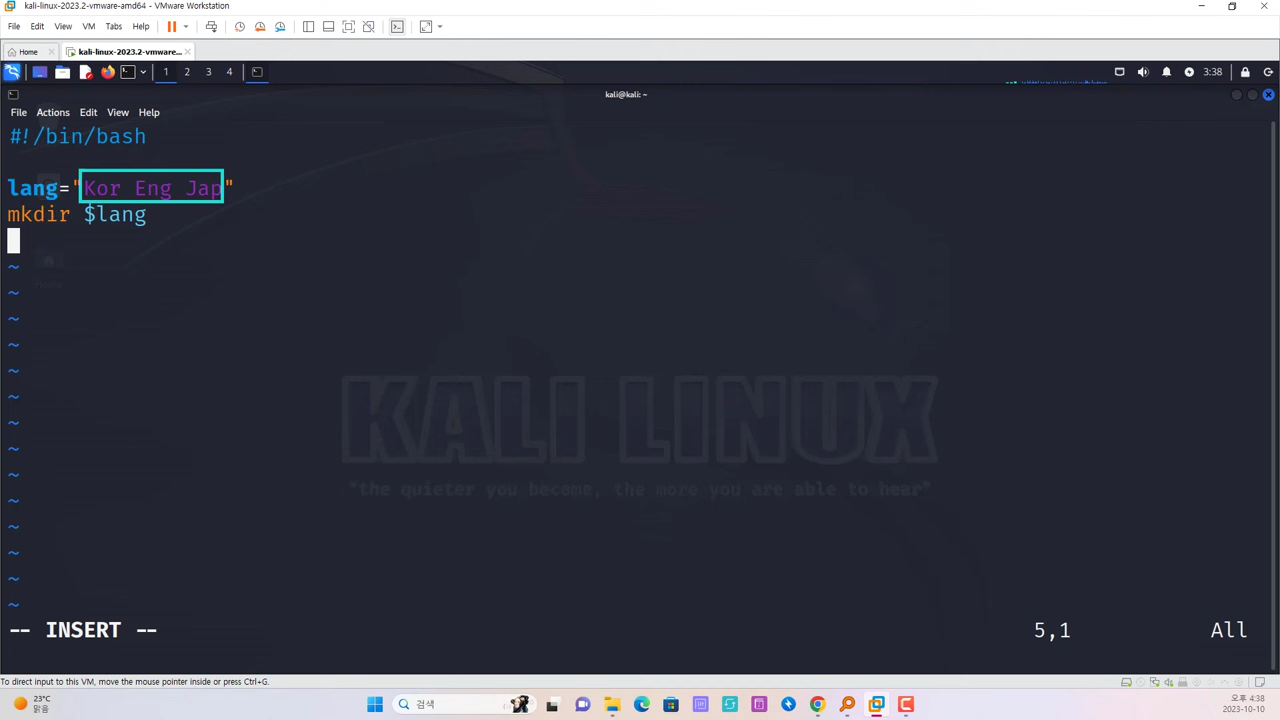 kali-linux-2023.2-vmware-amd64 - VMware Workstation
File Edit View VM Tabs Help
Home kali-linux-2023.2-vmware...
1 2 3 4 3:38
kali@kali: ~
File Actions Edit View Help
#!/bin/bash
lang="Kor Eng Jap"
mkdir $lang
~
Home
~
~
~
~
~
~
~
~
~
~
~
~
~
KALI LINUX
"the quieter you become, the more you are able to hear"
-- INSERT -- 5,1 All
To direct input to this VM, move the mouse pointer inside or press Ctrl+G.
23°C
맑음
검색
오후 4:38
2023-10-10